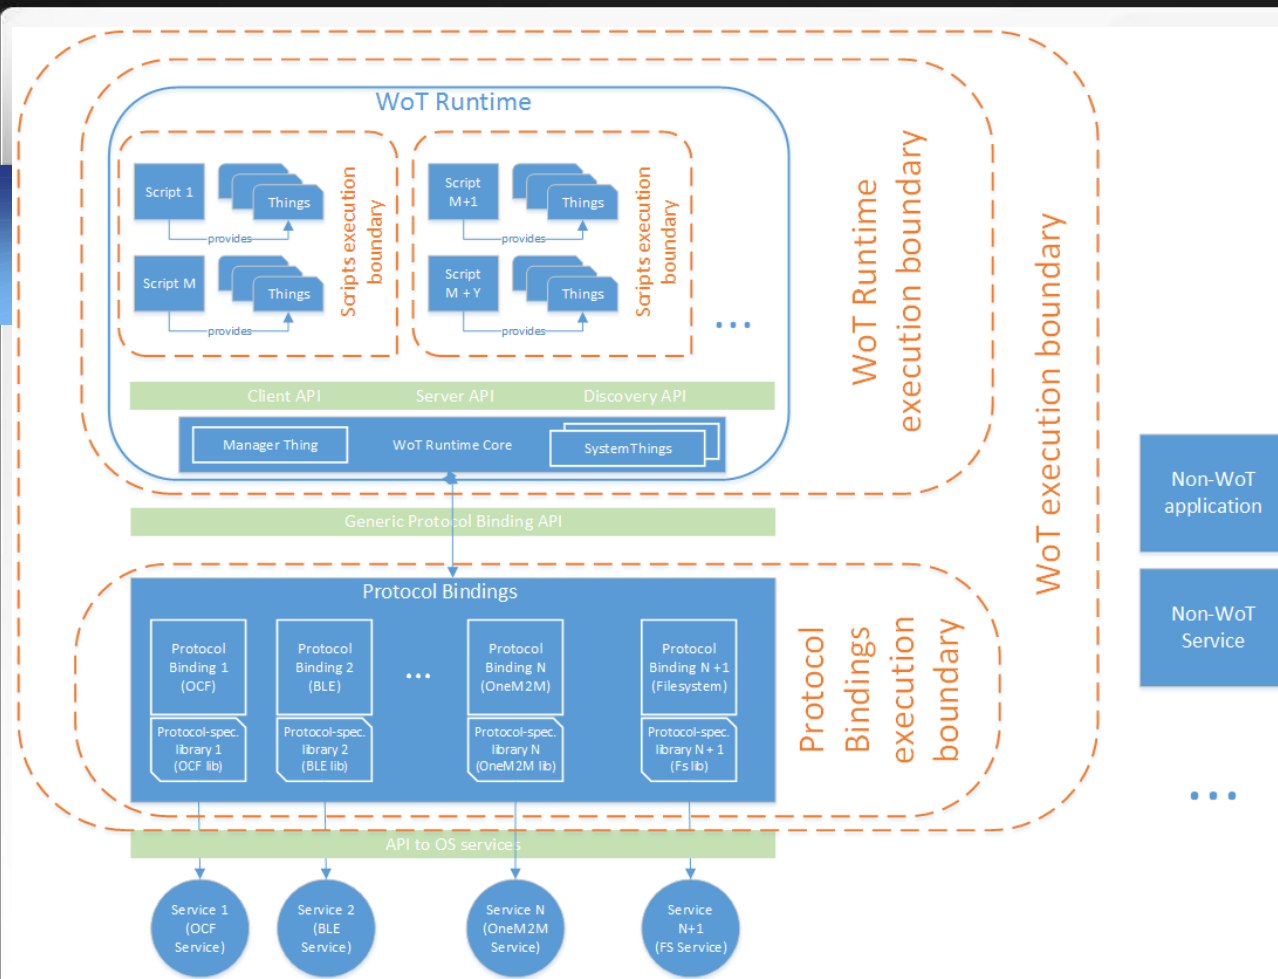 WoT Runtime
Script 1
Things
provides
Script M
Things
provides
Scripts execution
boundary
Script
M+1
Things
provides
Script
M + Y
Things
provides
Scripts execution
boundary
...
WoT Runtime
execution boundary
WoT execution boundary
Client API
Server API
Discovery API
Manager Thing
WoT Runtime Core
SystemThings
Generic Protocol Binding API
Non-WoT
application
Non-WoT
Service
...
Protocol Bindings
Protocol
Binding 1
(OCF)
Protocol
Binding 2
(BLE)
...
Protocol
Binding N
(OneM2M)
Protocol
Binding N +1
(Filesystem)
Protocol-spec.
library 1
(OCF lib)
Protocol-spec.
library 2
(BLE lib)
Protocol-spec.
library N
(OneM2M lib)
Protocol-spec.
library N + 1
(Fs lib)
Protocol
Bindings
execution
boundary
API to OS services
Service 1
(OCF
Service)
Service 2
(BLE
Service)
Service N
(OneM2M
Service)
Service
N+1
(FS Service)